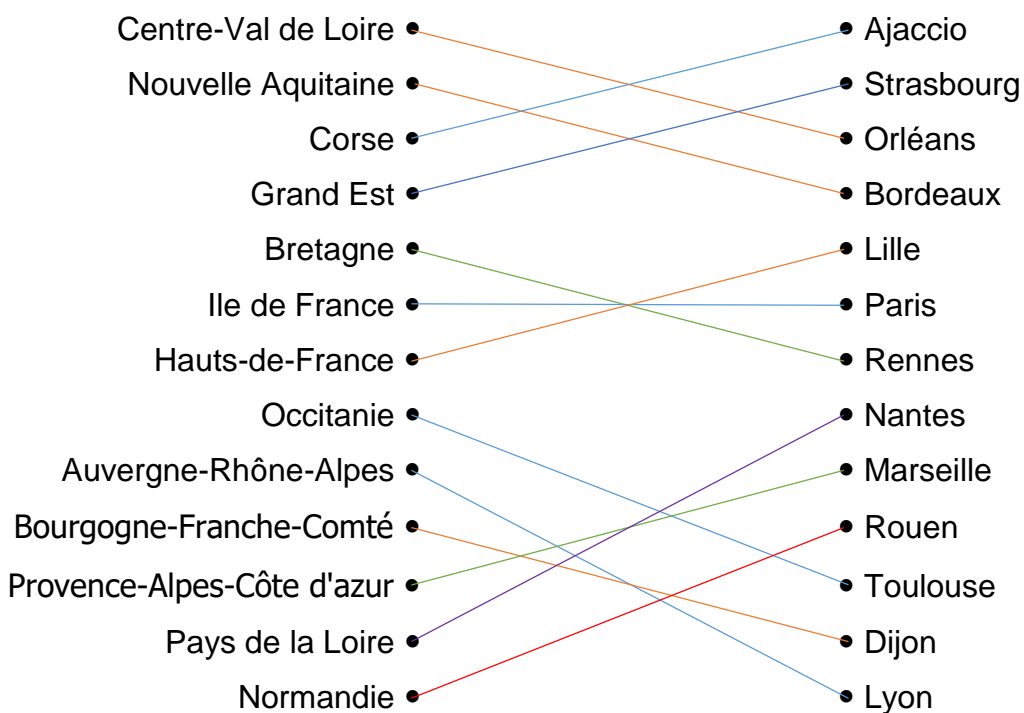 Centre-Val de Loire Ajaccio
Nouvelle Aquitaine Strasbourg
Corse Orléans
Grand Est Bordeaux
Bretagne Lille
Ile de France Paris
Hauts-de-France Rennes
Occitanie Nantes
Auvergne-Rhône-Alpes Marseille
Bourgogne-Franche-Comté Rouen
Provence-Alpes-Côte d'azur Toulouse
Pays de la Loire Dijon
Normandie Lyon